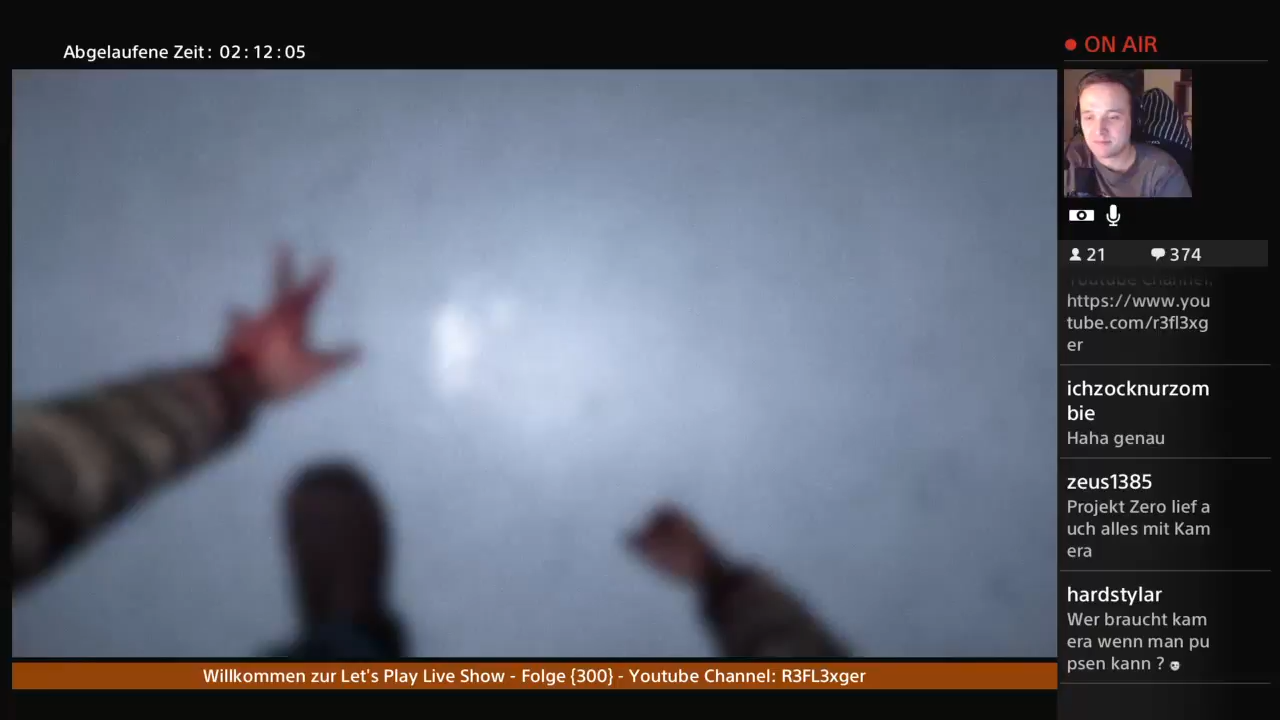 Abgelaufene Zeit: 02:12:05
ON AIR
21 374
Youtube Channel:
https://www.you
tube.com/r3fl3xg
er
ichzocknurzom
bie
Haha genau
zeus1385
Projekt Zero lief a
uch alles mit Kam
era
hardstylar
Wer braucht kam
era wenn man pu
psen kann ?
Willkommen zur Let's Play Live Show - Folge {300} - Youtube Channel: R3FL3xger